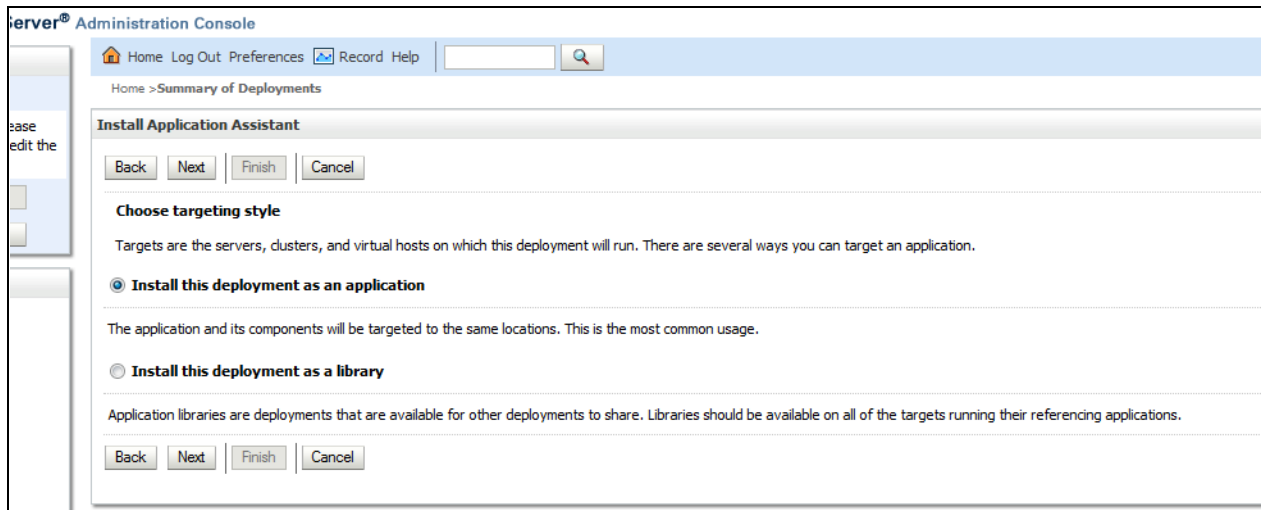 Administration Console
Home Log Out Preferences Record Help
Home >Summary of Deployments
edit the
Install Application Assistant
Back Next Finish Cancel
Choose targeting style
Targets are the servers, clusters, and virtual hosts on which this deployment will run. There are several ways you can target an application.
Install this deployment as an application
The application and its components will be targeted to the same locations. This is the most common usage.
Install this deployment as a library
Application libraries are deployments that are available for other deployments to share. Libraries should be available on all of the targets running their referencing applications.
Back Next Finish Cancel